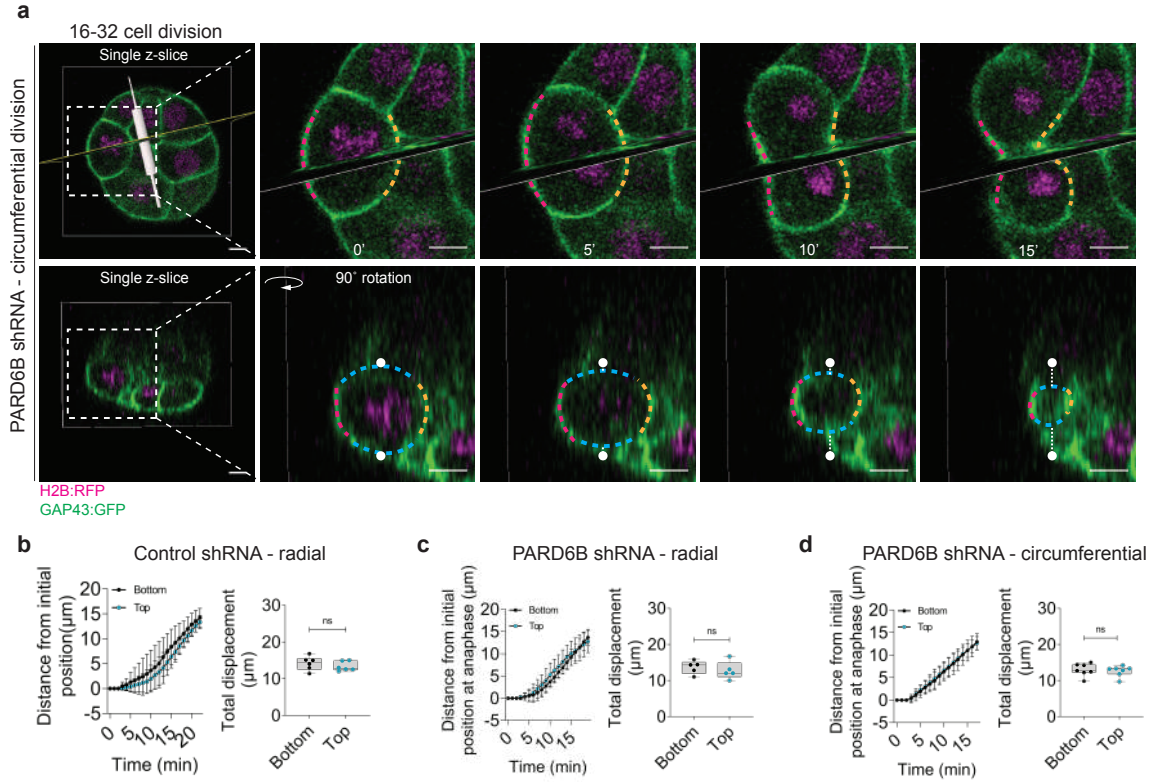 a
16-32 cell division
PARD6B shRNA - circumferential division
Single z-slice
0'
5'
10'
15'
Single z-slice
90˚ rotation
H2B:RFP
GAP43:GFP
b
Control shRNA - radial
Distance from initial
position(µm)
20
15
10
5
0
-5
Bottom
Top
0
5
10
15
20
Time (min)
Total displacement
(µm)
30
20
10
0
ns
Bottom
Top
c
PARD6B shRNA - radial
Distance from initial
position at anaphase (µm)
20
15
10
5
0
-5
Bottom
Top
0
5
10
15
Time (min)
Total displacement
(µm)
30
20
10
0
ns
Bottom
Top
d
PARD6B shRNA - circumferential
Distance from initial
position at anaphase (µm)
20
15
10
5
0
-5
Bottom
Top
0
5
10
15
Time (min)
Total displacement
(µm)
30
20
10
0
ns
Bottom
Top